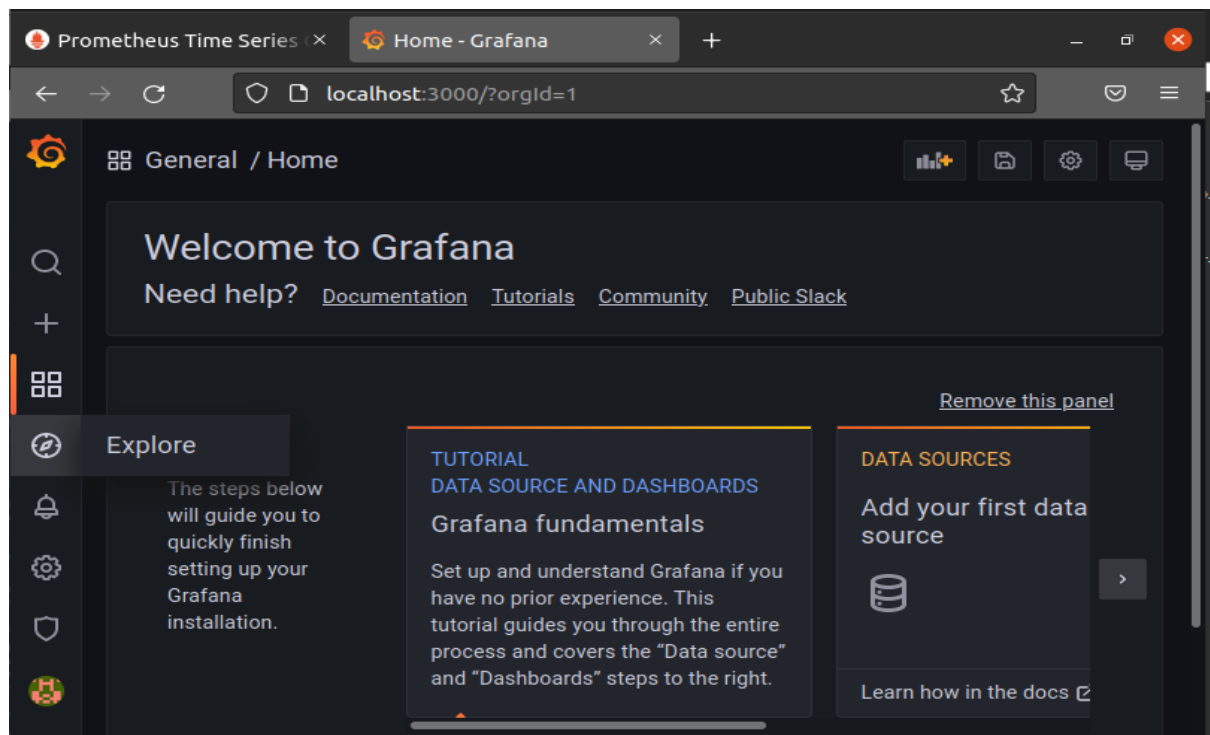 Prometheus Time Series
Home - Grafana
localhost:3000/?orgId=1
General / Home
Welcome to Grafana
Need help? Documentation Tutorials Community Public Slack
Remove this panel
Explore
The steps below
will guide you to
quickly finish
setting up your
Grafana
installation.
TUTORIAL
DATA SOURCE AND DASHBOARDS
Grafana fundamentals
Set up and understand Grafana if you
have no prior experience. This
tutorial guides you through the entire
process and covers the “Data source”
and “Dashboards” steps to the right.
DATA SOURCES
Add your first data
source
Learn how in the docs